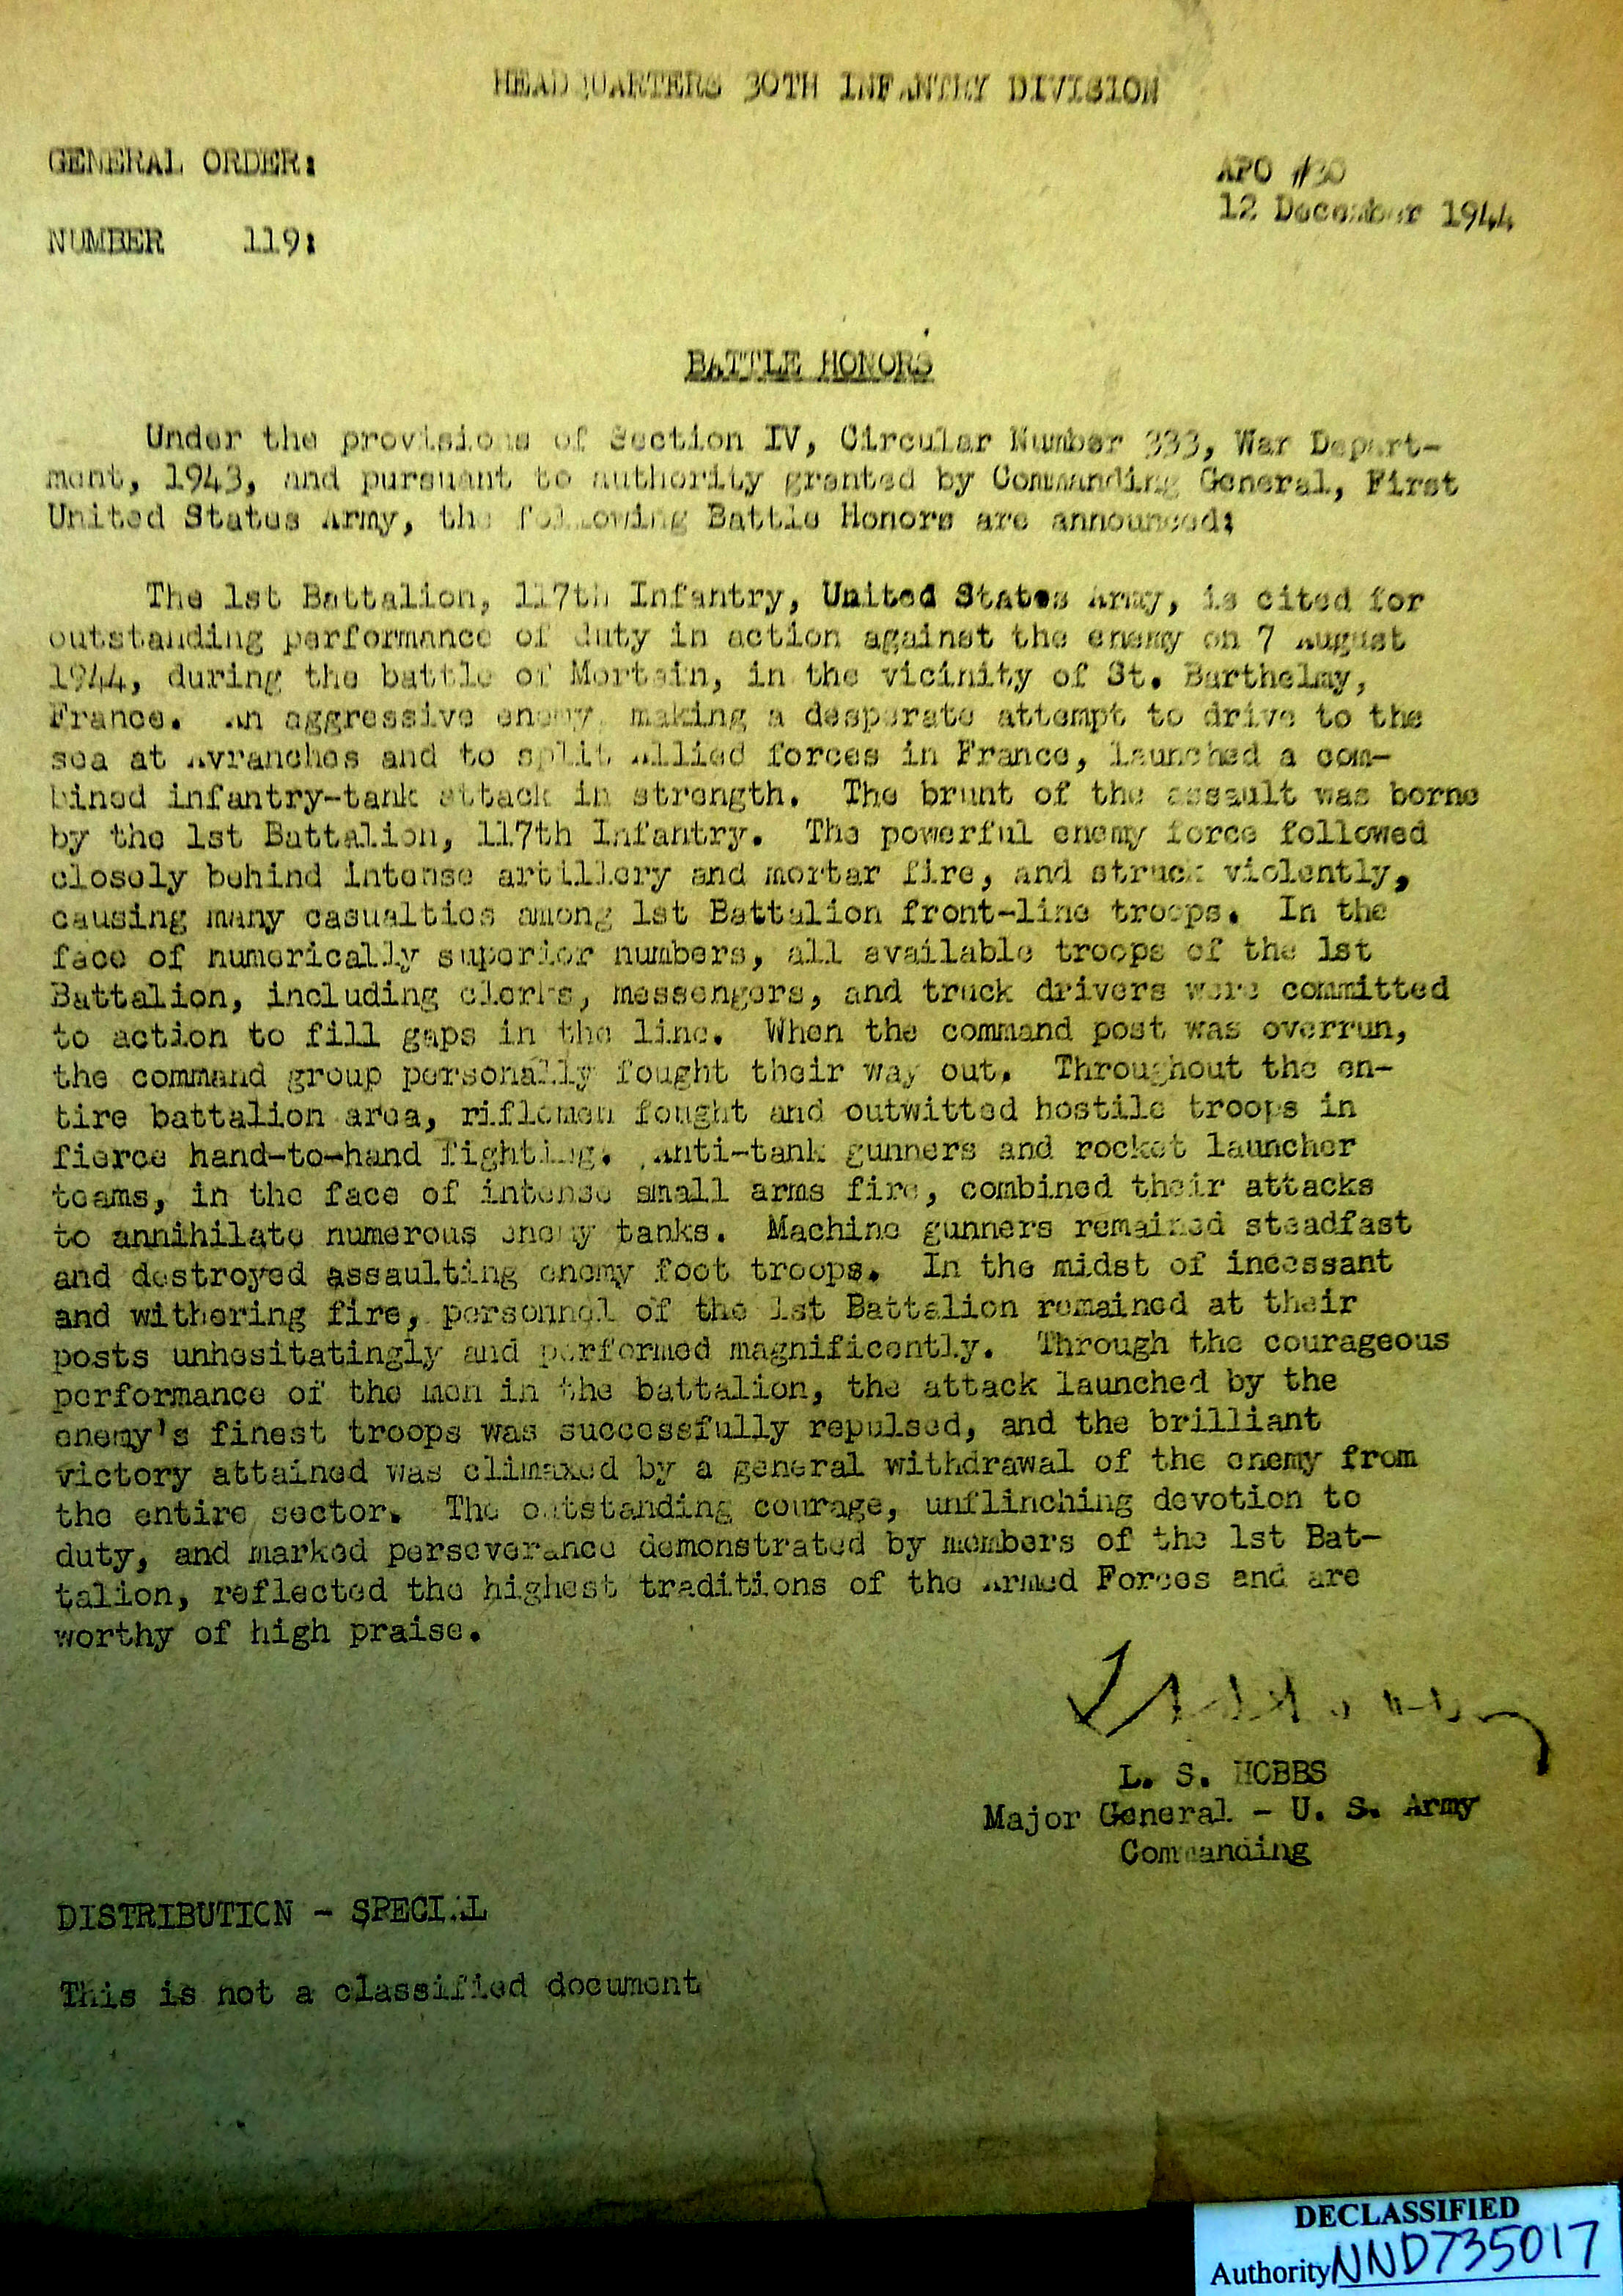 HEADQUARTERS 30TH INFANTRY DIVISION
GENERAL ORDER:
APO #30
12 December 1944
NUMBER 119:
BATTLE HONORS
Under the provisions of Section IV, Circular Number 333, War Depart-
ment, 1943, and pursuant to authority granted by Commanding General, First
United States Army, the following Battle Honors are announced:
The 1st Battalion, 117th Infantry, United States Army, is cited for
outstanding performance of duty in action against the enemy on 7 August
1944, during the battle of Mortain, in the vicinity of St. Barthelmy,
France. An aggressive enemy, making a desperate attempt to drive to the
sea at Avranches and to split Allied forces in France, launched a com-
bined infantry-tank attack in strength. The brunt of the assault was borne
by the 1st Battalion, 117th Infantry. The powerful enemy force followed
closely behind intense artillery and mortar fire, and struck violently,
causing many casualties among 1st Battalion front-line troops. In the
face of numerically superior numbers, all available troops of the 1st
Battalion, including clerks, messengers, and truck drivers were committed
to action to fill gaps in the line. When the command post was overrun,
the command group personally fought their way out. Throughout the en-
tire battalion area, riflemen fought and outwitted hostile troops in
fierce hand-to-hand fighting. Anti-tank gunners and rocket launcher
teams, in the face of intense small arms fire, combined their attacks
to annihilate numerous enemy tanks. Machine gunners remained steadfast
and destroyed assaulting enemy foot troops. In the midst of incessant
and withering fire, personnel of the 1st Battalion remained at their
posts unhesitatingly and performed magnificently. Through the courageous
performance of the men in the battalion, the attack launched by the
enemy's finest troops was successfully repulsed, and the brilliant
victory attained was climaxed by a general withdrawal of the enemy from
the entire sector. The outstanding courage, unflinching devotion to
duty, and marked perseverance demonstrated by members of the 1st Bat-
talion, reflected the highest traditions of the Armed Forces and are
worthy of high praise.
L. S. HOBBS
Major General - U. S. Army
Commanding
DISTRIBUTION - SPECIAL
This is not a classified document
DECLASSIFIED
Authority NND735017